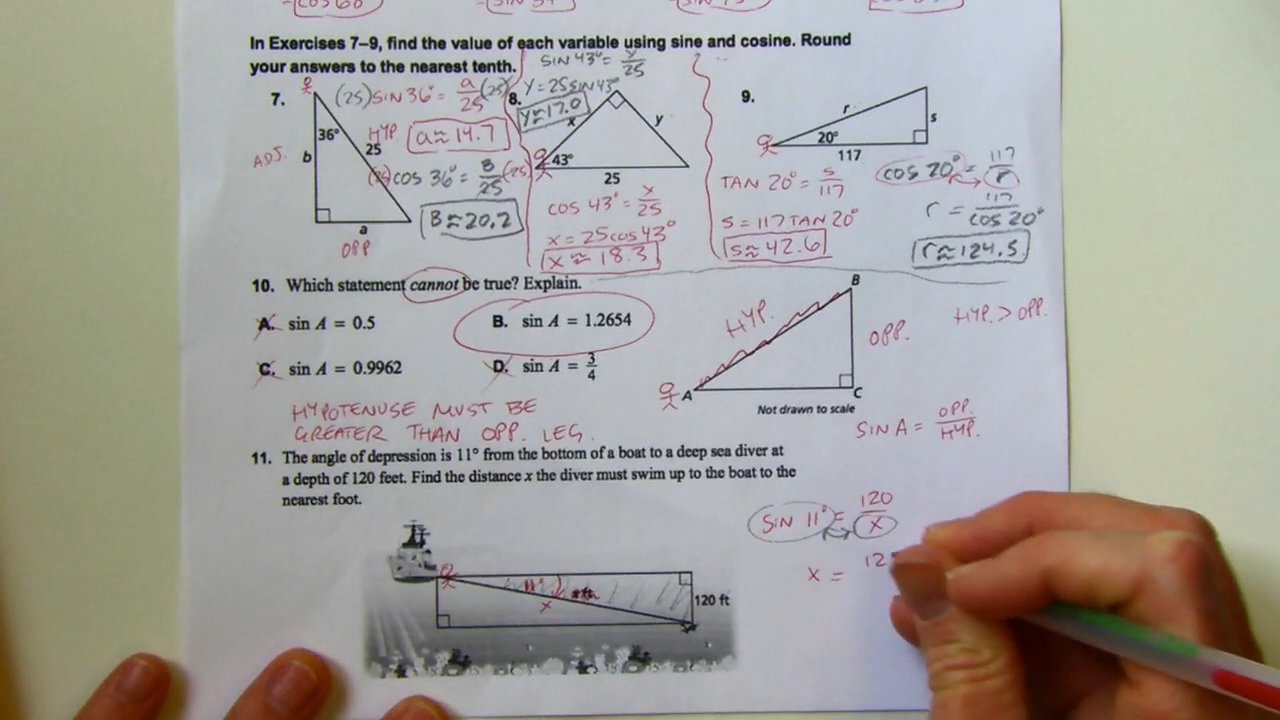 cos 60
sin 34
In Exercises 7–9, find the value of each variable using sine and cosine. Round
your answers to the nearest tenth.
7.
(25) SIN 36° = a/25 (25)
36°
HYP.
25
a ≈ 14.7
ADJ.
b
(25) COS 36° = B/25 (25)
B ≈ 20.2
a
OPP
8.
SIN 43° = y/25
y = 25 SIN 43°
y ≈ 17.0
x
y
43°
25
COS 43° = x/25
x = 25 COS 43°
x ≈ 18.3
9.
r
s
20°
117
TAN 20° = s/117
s = 117 TAN 20°
s ≈ 42.6
COS 20° = 117/r
r = 117/COS 20°
r ≈ 124.5
10. Which statement cannot be true? Explain.
A. sin A = 0.5
B. sin A = 1.2654
C. sin A = 0.9962
D. sin A = 3/4
HYPOTENUSE MUST BE
GREATER THAN OPP. LEG.
B
HYP.
OPP.
HYP. > OPP.
A
C
Not drawn to scale
SIN A = OPP./HYP.
11. The angle of depression is 11° from the bottom of a boat to a deep sea diver at
a depth of 120 feet. Find the distance x the diver must swim up to the boat to the
nearest foot.
SIN 11° = 120/x
x = 12
11°
x
120 ft